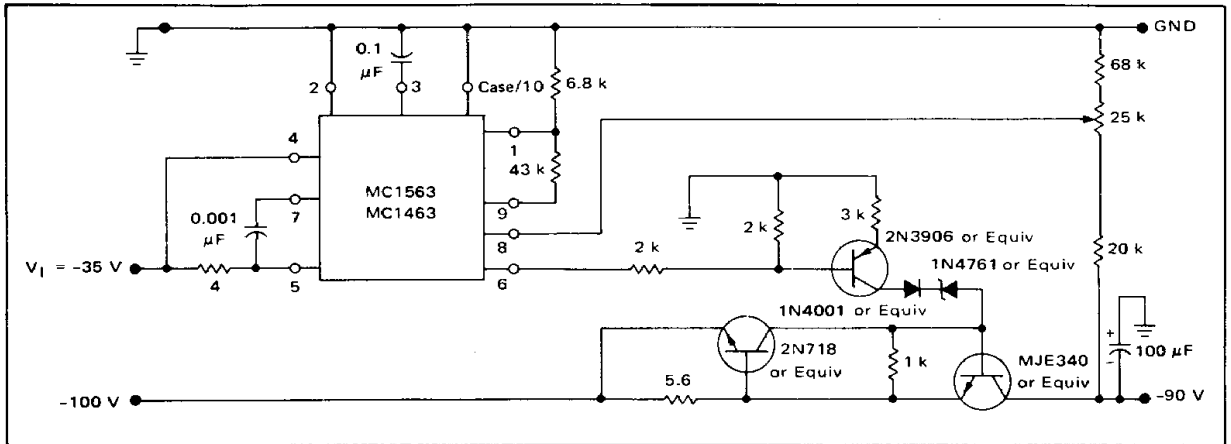 GND
0.1
µF
68 k
2
3
Case/10
6.8 k
25 k
4
1
43 k
MC1563
MC1463
7
9
0.001
µF
8
2 k
3 k
2N3906 or Equiv
20 k
V_I = -35 V
4
5
6
2 k
1N4761 or Equiv
1N4001 or Equiv
+
100 µF
-
2N718
or Equiv
1 k
MJE340
or Equiv
-100 V
5.6
-90 V